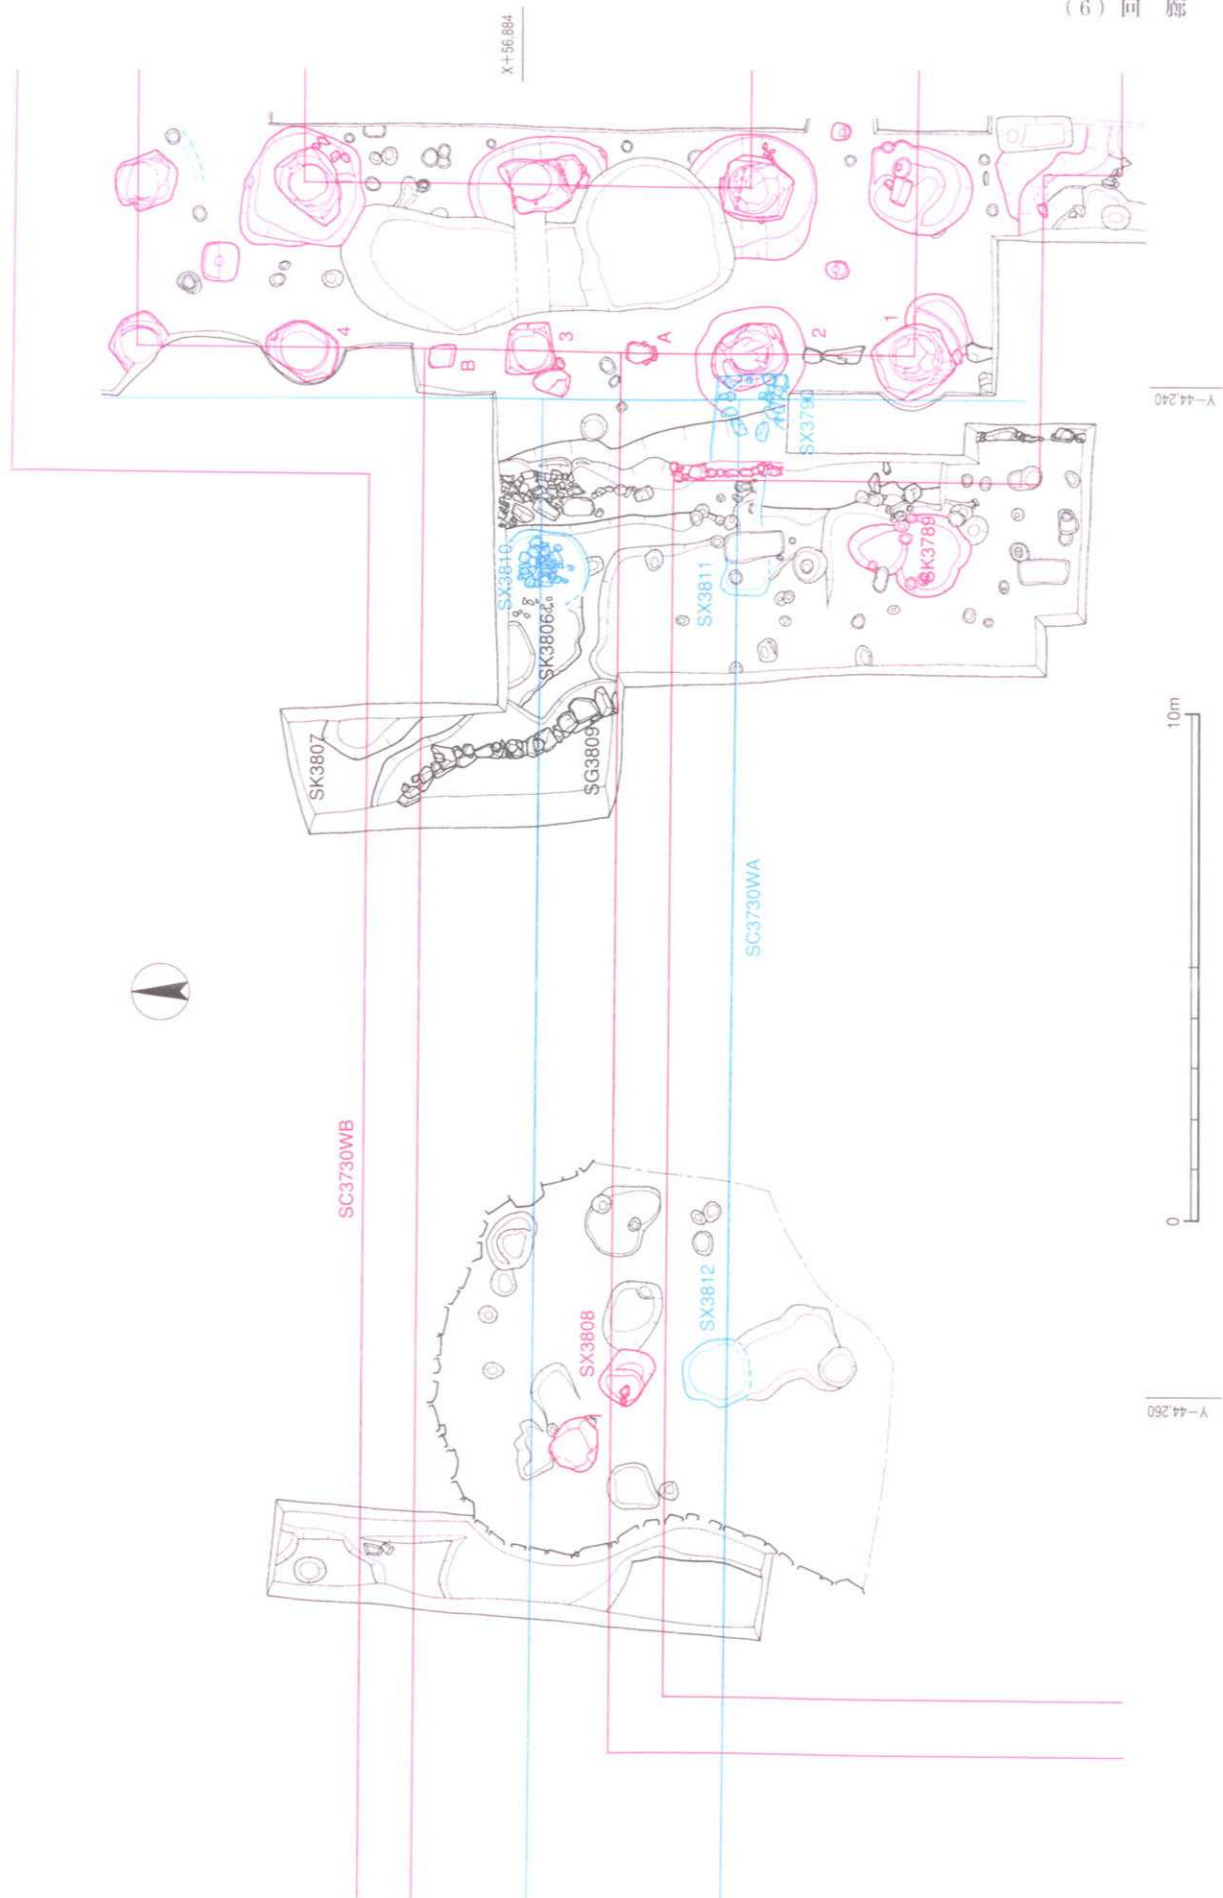 回廊 (6)
X+56.884
4
B
3
A
2
1
SX3790
Y-44,240
SX3810
SK3806
SX3811
SK3789
SK3807
SG3809
10m
SC3730WA
SC3730WB
0
SX3808
SX3812
Y-44,260